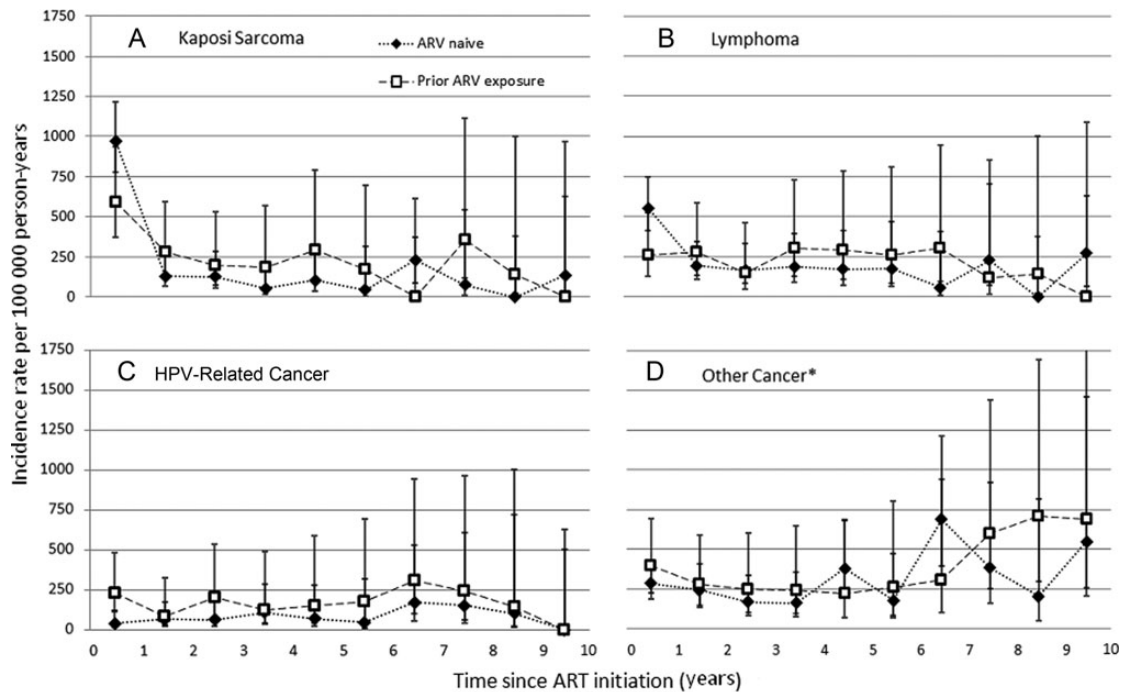 A Kaposi Sarcoma
ARV naive
Prior ARV exposure
B Lymphoma
1750
1500
1250
1000
750
500
250
0
C HPV-Related Cancer
D Other Cancer*
1750
1500
1250
1000
750
500
250
0
0 1 2 3 4 5 6 7 8 9 10
0 1 2 3 4 5 6 7 8 9 10
Incidence rate per 100 000 person-years
Time since ART initiation (years)